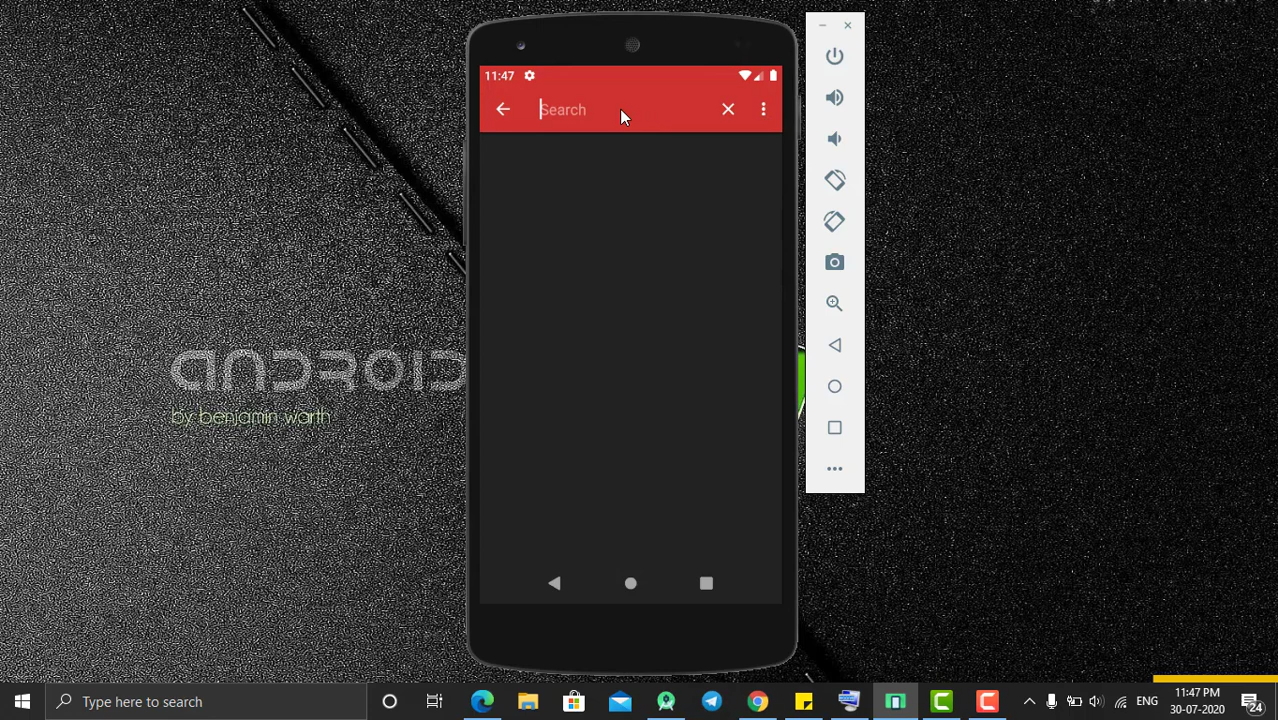 11:47
Search
ANDROID
by benjamin warth
Type here to search
ENG
11:47 PM
30-07-2020
24